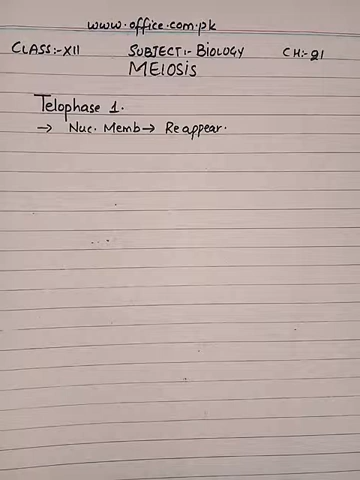 www.office.com.pk
CLASS:-XII SUBJECT:- BIOLOGY CH:-21
MEIOSIS
Telophase 1.
→ Nuc. Memb → Reappear.